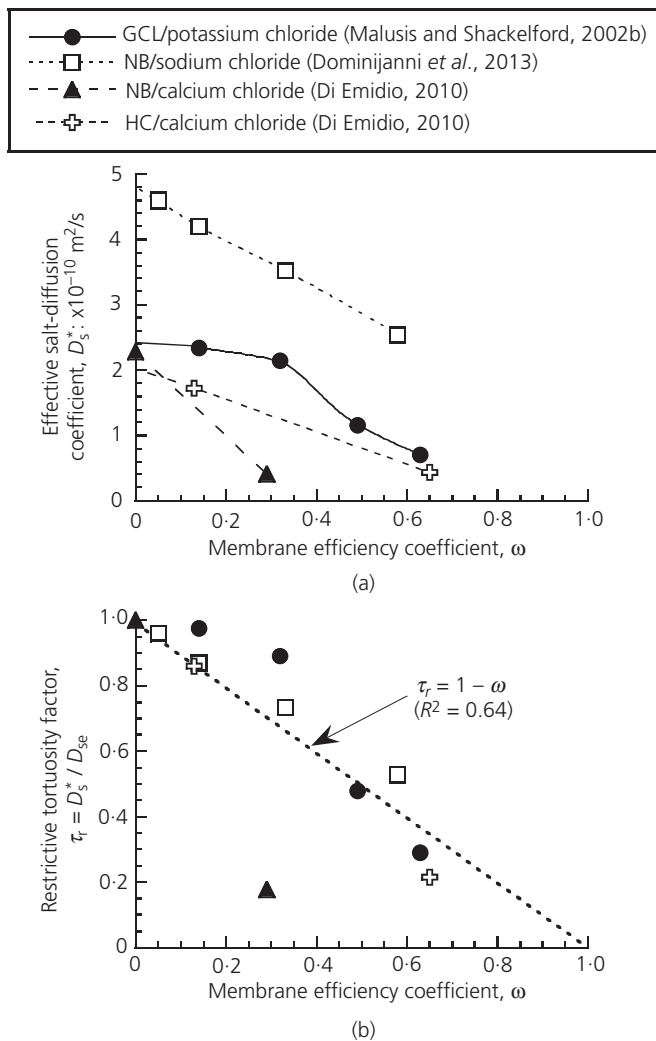 GCL/potassium chloride (Malusis and Shackelford, 2002b)
NB/sodium chloride (Dominijanni et al., 2013)
NB/calcium chloride (Di Emidio, 2010)
HC/calcium chloride (Di Emidio, 2010)
Effective salt-diffusion
coefficient, D*s: x10−10 m2/s
5
4
3
2
1
0
0 0·2 0·4 0·6 0·8 1·0
Membrane efficiency coefficient, ω
(a)
Restrictive tortuosity factor,
τr = D*s / Dse
1·0
0·8
0·6
0·4
0·2
0
τr = 1 − ω
(R2 = 0.64)
0 0·2 0·4 0·6 0·8 1·0
Membrane efficiency coefficient, ω
(b)